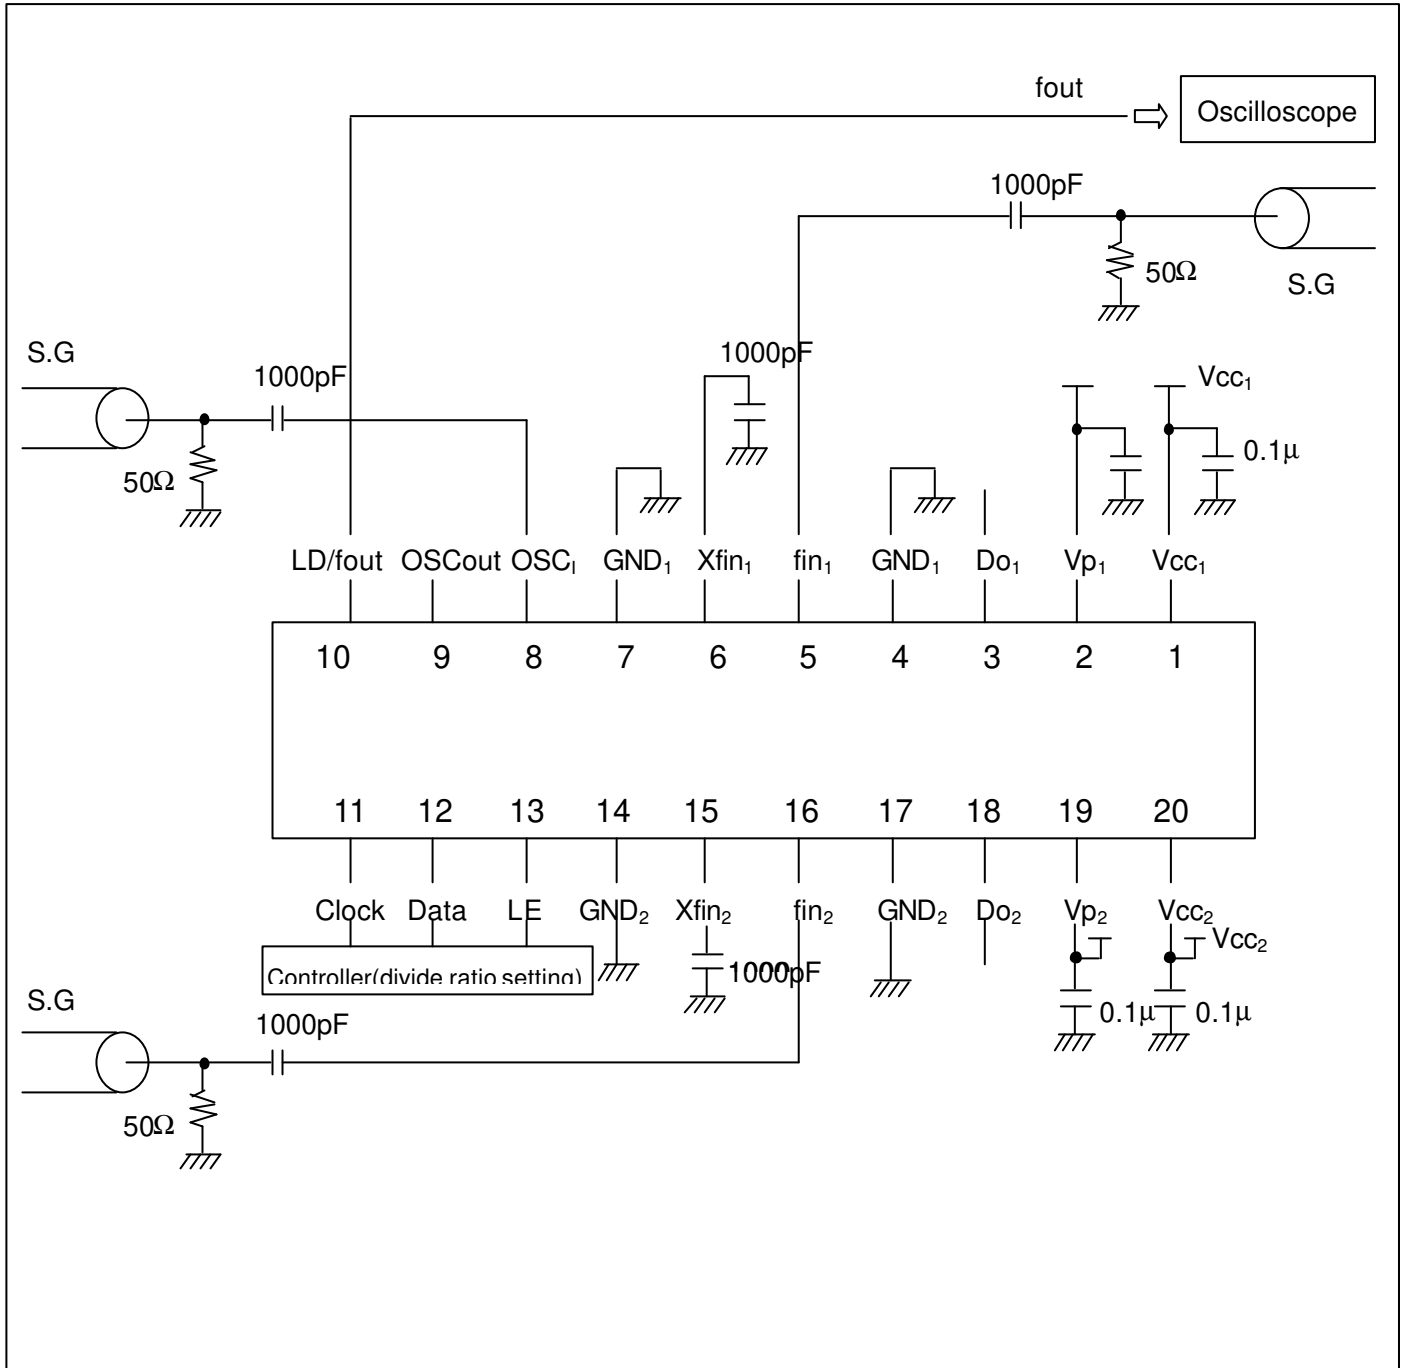 fout
Oscilloscope
1000pF
50Ω
S.G
S.G
1000pF
1000pF
Vcc₁
50Ω
0.1μ
LD/fout OSCout OSCI GND₁ Xfin₁ fin₁ GND₁ Do₁ Vp₁ Vcc₁
10 9 8 7 6 5 4 3 2 1
11 12 13 14 15 16 17 18 19 20
Clock Data LE GND₂ Xfin₂ fin₂ GND₂ Do₂ Vp₂ Vcc₂
Vcc₂
Controller(divide ratio setting)
1000pF
S.G
1000pF
0.1μ 0.1μ
50Ω